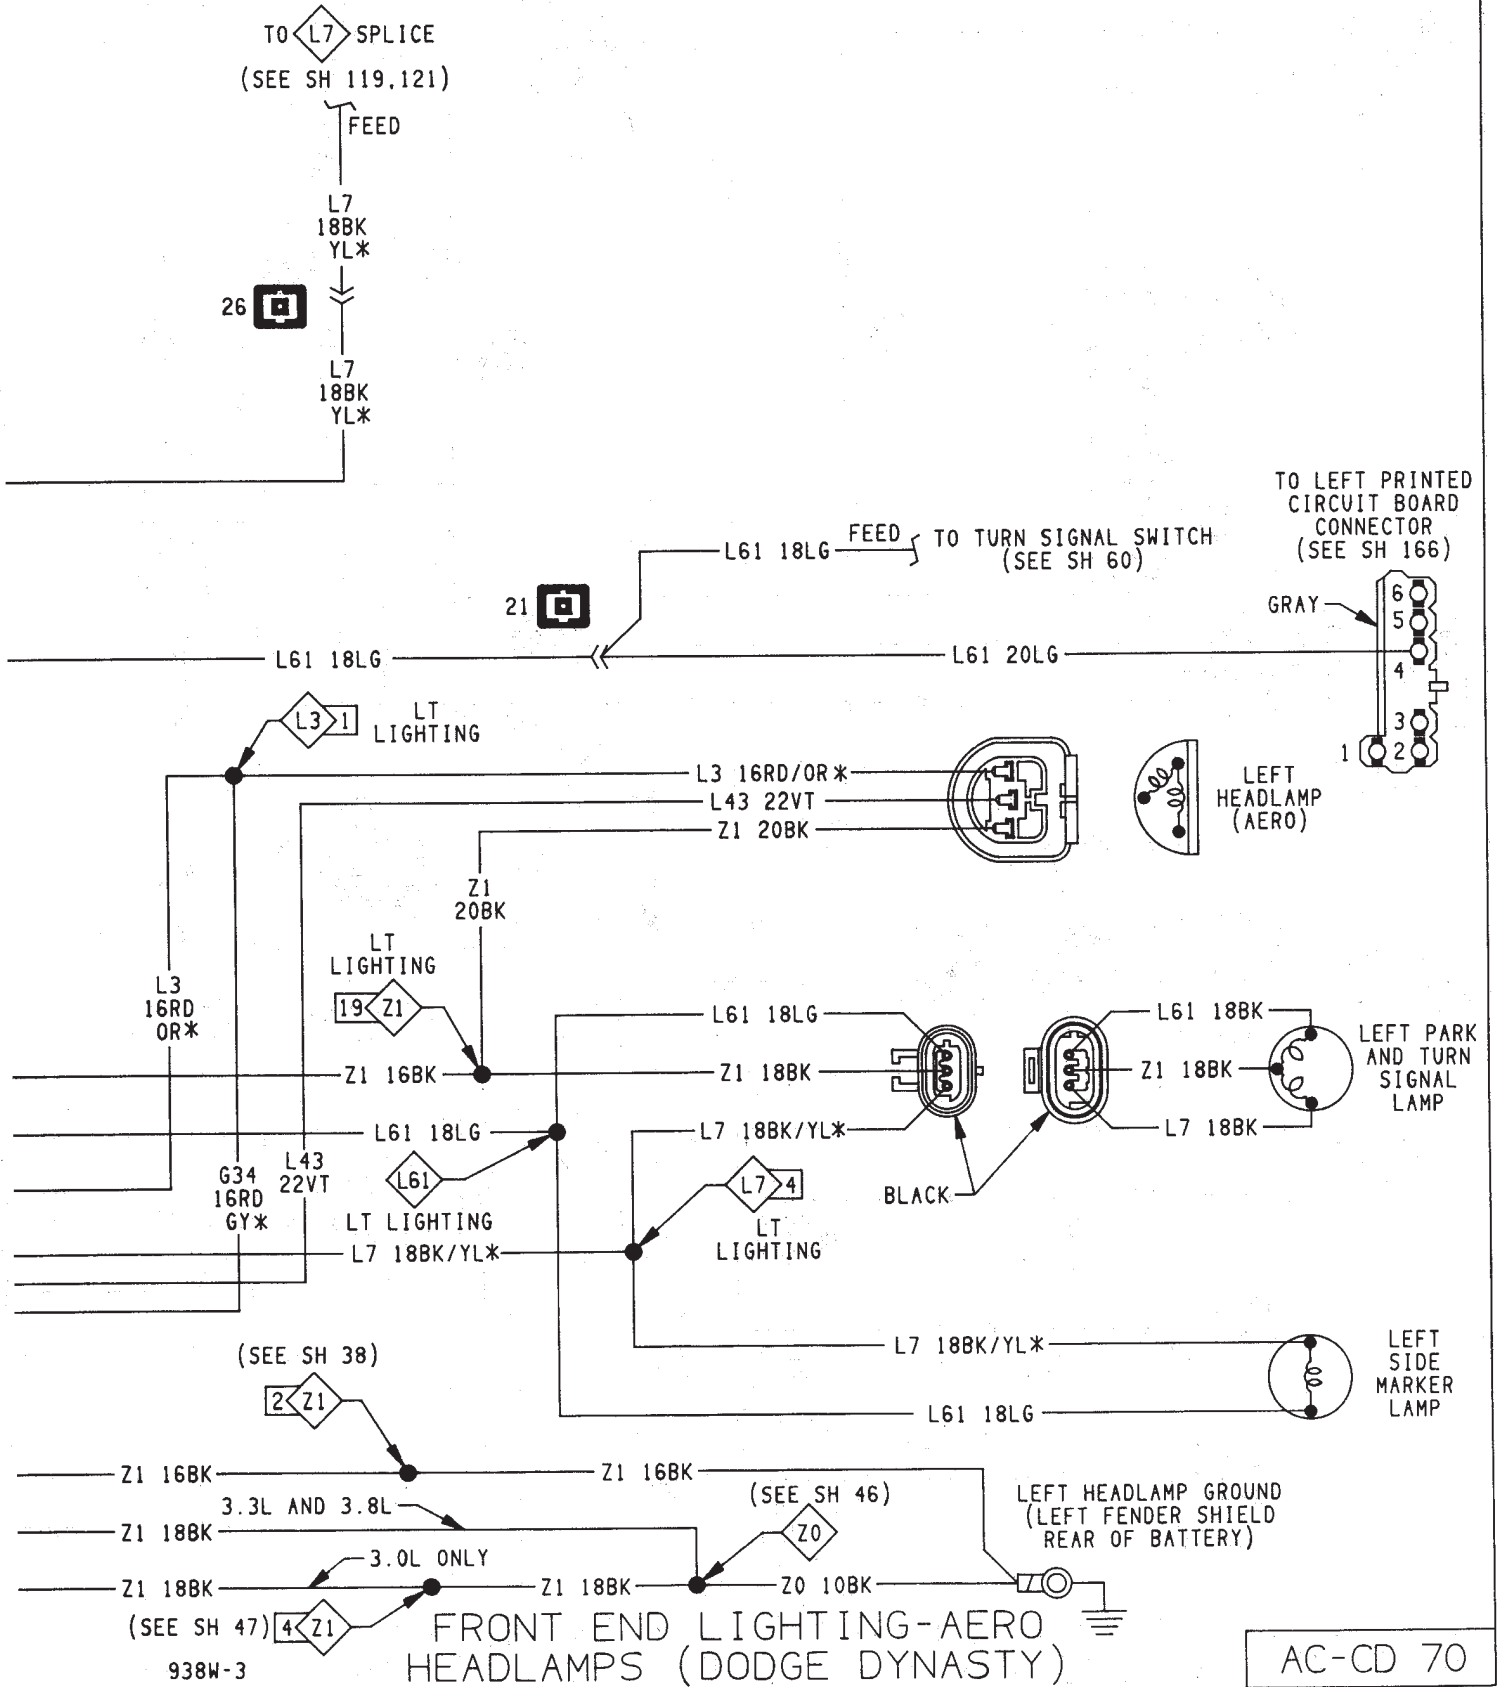 TO L7 SPLICE
(SEE SH 119,121)
FEED
L7
18BK
YL*
26
L7
18BK
YL*
TO LEFT PRINTED
CIRCUIT BOARD
CONNECTOR
(SEE SH 166)
L61 18LG
FEED
TO TURN SIGNAL SWITCH
(SEE SH 60)
21
GRAY
6
5
4
3
1
2
L61 18LG
L61 20LG
L3 1
LT
LIGHTING
L3 16RD/OR*
L43 22VT
Z1 20BK
LEFT
HEADLAMP
(AERO)
Z1
20BK
LT
LIGHTING
19 Z1
L3
16RD
OR*
L61 18LG
L61 18BK
Z1 16BK
Z1 18BK
Z1 18BK
LEFT PARK
AND TURN
SIGNAL
LAMP
L61 18LG
L7 18BK/YL*
L7 18BK
G34
16RD
GY*
L43
22VT
L61
LT LIGHTING
L7 4
LT
LIGHTING
BLACK
L7 18BK/YL*
L7 18BK/YL*
LEFT
SIDE
MARKER
LAMP
L61 18LG
(SEE SH 38)
2 Z1
Z1 16BK
Z1 16BK
3.3L AND 3.8L
Z1 18BK
(SEE SH 46)
Z0
LEFT HEADLAMP GROUND
(LEFT FENDER SHIELD
REAR OF BATTERY)
3.0L ONLY
Z1 18BK
Z1 18BK
Z0 10BK
(SEE SH 47) 4 Z1
FRONT END LIGHTING-AERO
HEADLAMPS (DODGE DYNASTY)
938W-3
AC-CD 70